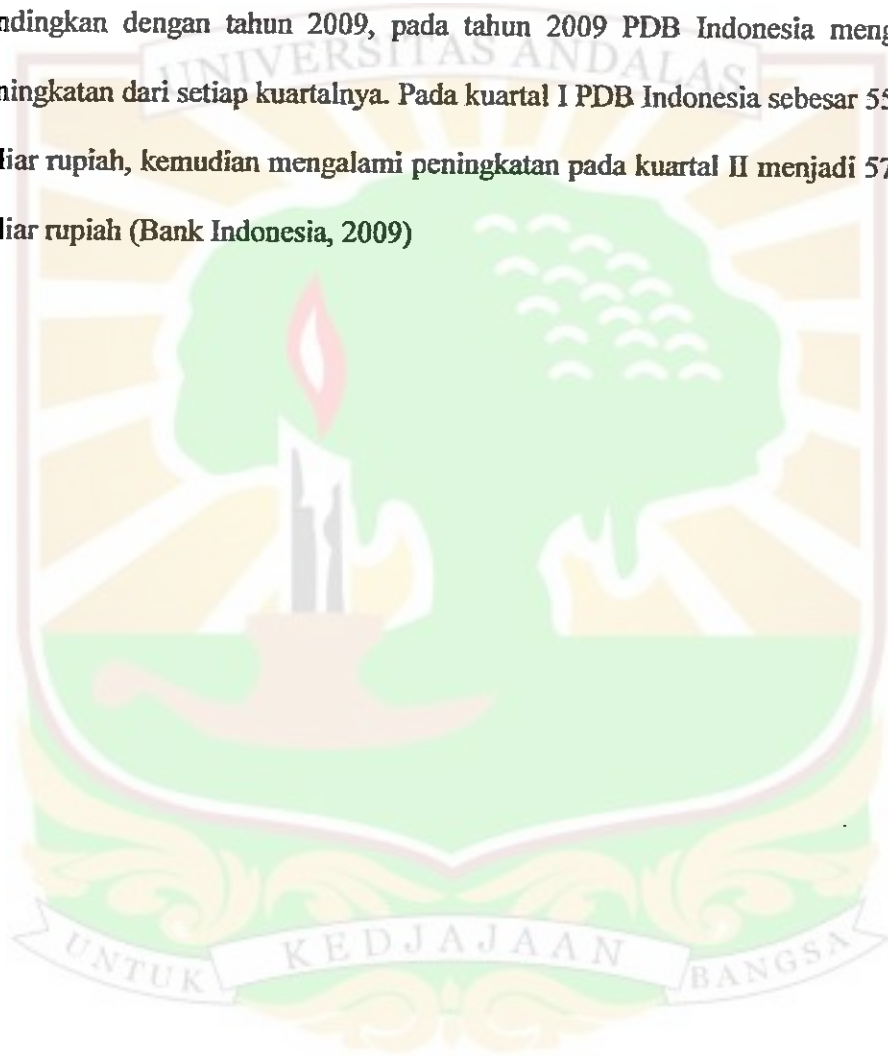 UNIVERSITAS ANDALAS
ndingkan dengan tahun 2009, pada tahun 2009 PDB Indonesia meng
ningkatan dari setiap kuartalnya. Pada kuartal I PDB Indonesia sebesar 55
liar rupiah, kemudian mengalami peningkatan pada kuartal II menjadi 57
liar rupiah (Bank Indonesia, 2009)
UNTUK KEDJAJAAN BANGSA